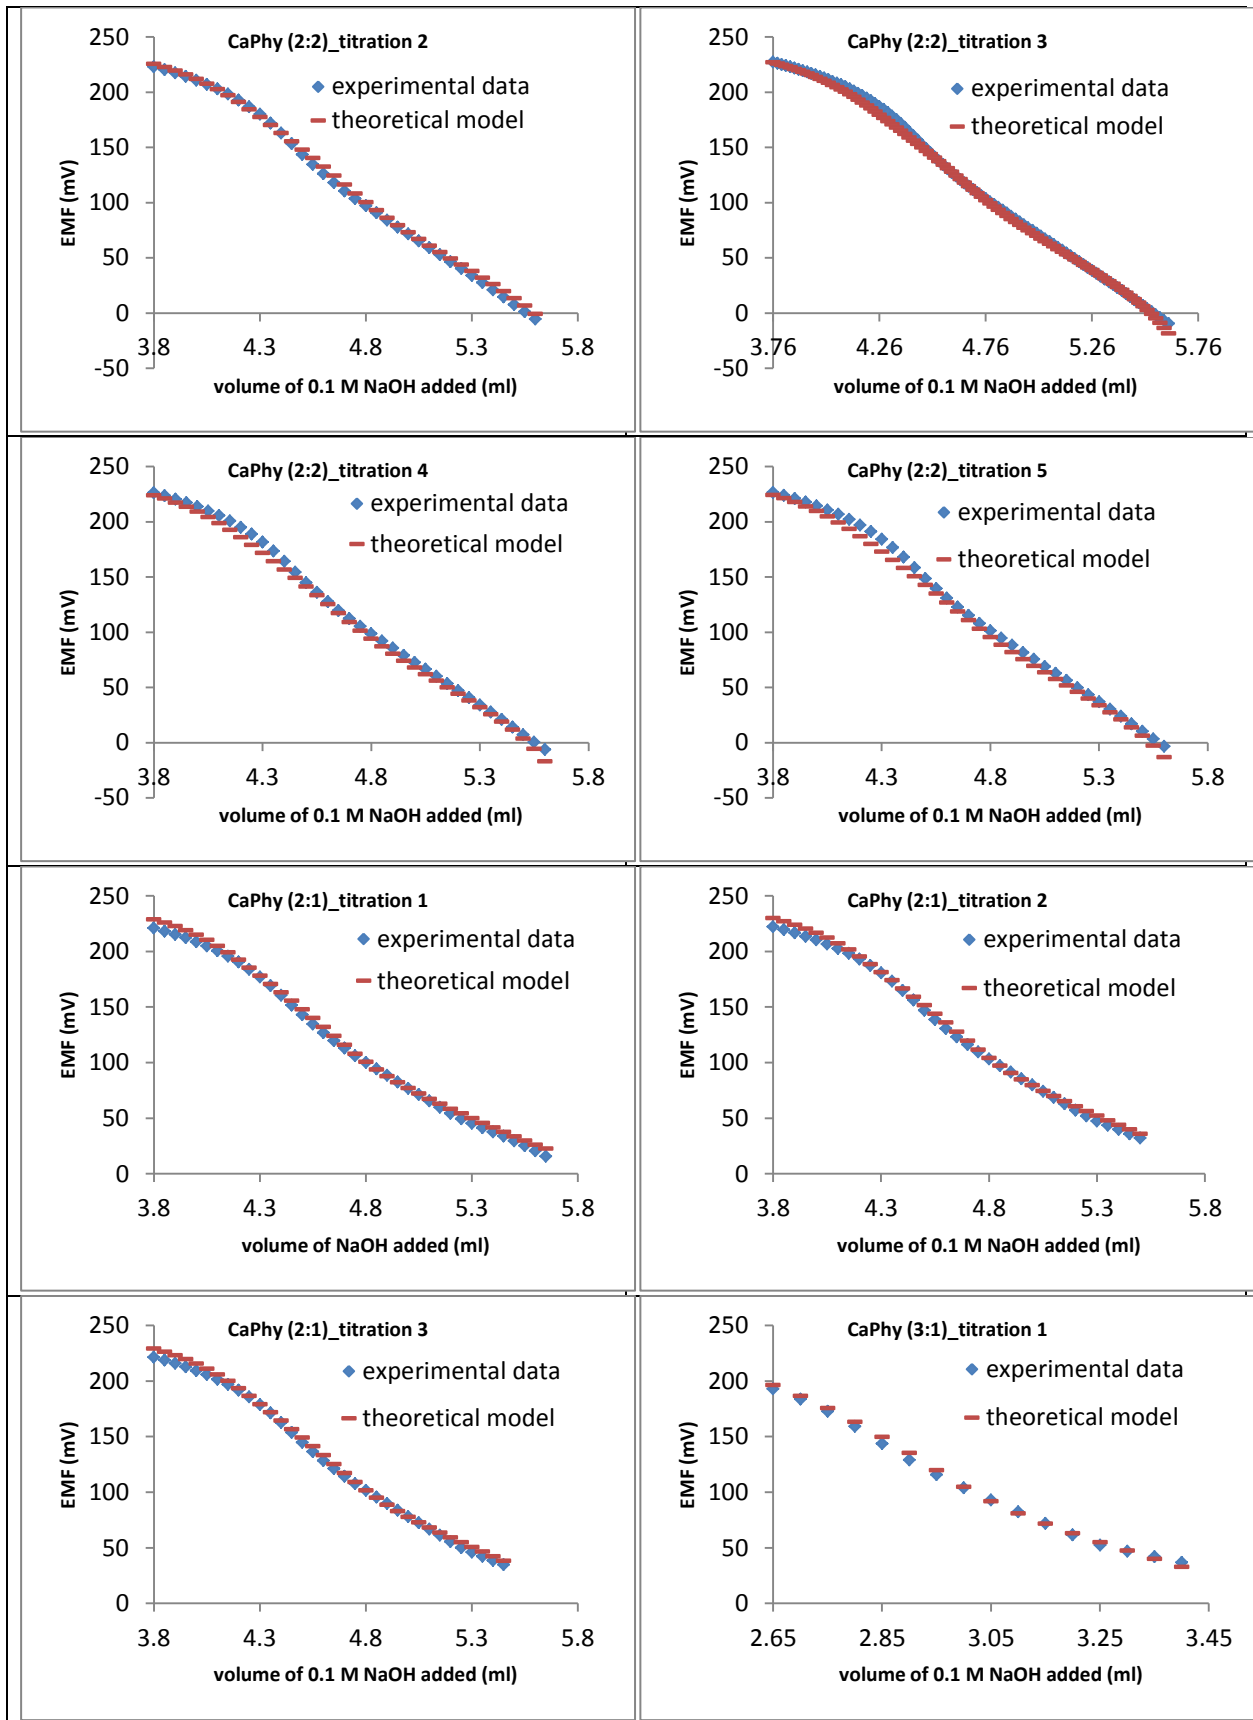 CaPhy (2:2)_titration 2
experimental data
theoretical model
EMF (mV)
250
200
150
100
50
0
-50
3.8 4.3 4.8 5.3 5.8
volume of 0.1 M NaOH added (ml)
CaPhy (2:2)_titration 3
experimental data
theoretical model
EMF (mV)
250
200
150
100
50
0
-50
3.76 4.26 4.76 5.26 5.76
volume of 0.1 M NaOH added (ml)
CaPhy (2:2)_titration 4
experimental data
theoretical model
EMF (mV)
250
200
150
100
50
0
-50
3.8 4.3 4.8 5.3 5.8
volume of 0.1 M NaOH added (ml)
CaPhy (2:2)_titration 5
experimental data
theoretical model
EMF (mV)
250
200
150
100
50
0
-50
3.8 4.3 4.8 5.3 5.8
volume of 0.1 M NaOH added (ml)
CaPhy (2:1)_titration 1
experimental data
theoretical model
EMF (mV)
250
200
150
100
50
0
3.8 4.3 4.8 5.3 5.8
volume of NaOH added (ml)
CaPhy (2:1)_titration 2
experimental data
theoretical model
EMF (mV)
250
200
150
100
50
0
3.8 4.3 4.8 5.3 5.8
volume of 0.1 M NaOH added (ml)
CaPhy (2:1)_titration 3
experimental data
theoretical model
EMF (mV)
250
200
150
100
50
0
3.8 4.3 4.8 5.3 5.8
volume of 0.1 M NaOH added (ml)
CaPhy (3:1)_titration 1
experimental data
theoretical model
EMF (mV)
250
200
150
100
50
0
2.65 2.85 3.05 3.25 3.45
volume of 0.1 M NaOH added (ml)